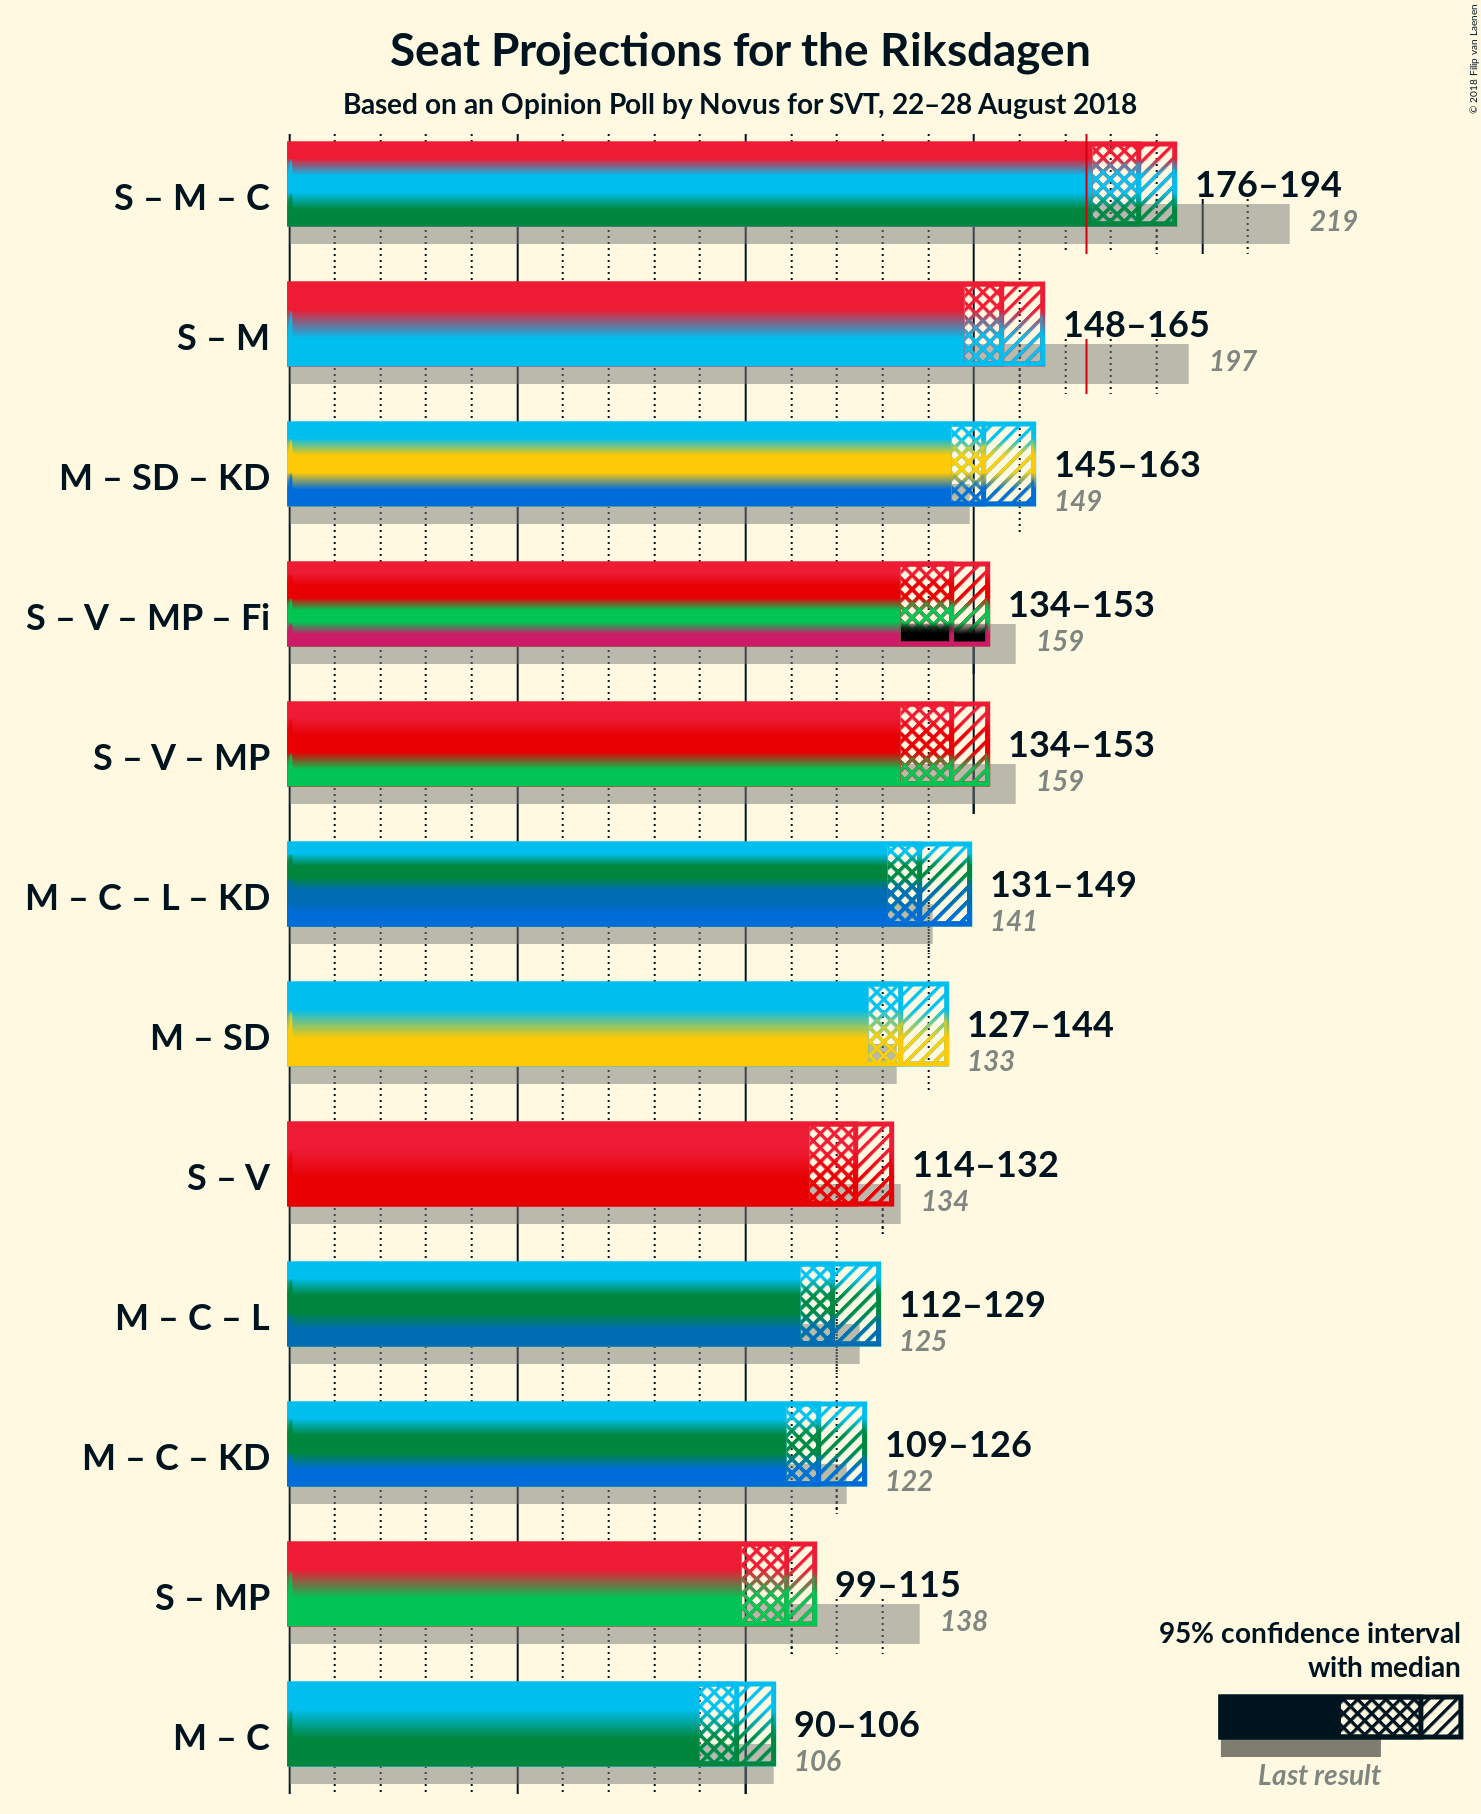 © 2018 Filip van Laenen
Seat Projections for the Riksdagen
Based on an Opinion Poll by Novus for SVT, 22–28 August 2018
S – M – C
176–194
219
S – M
148–165
197
M – SD – KD
145–163
149
S – V – MP – Fi
134–153
159
S – V – MP
134–153
159
M – C – L – KD
131–149
141
M – SD
127–144
133
S – V
114–132
134
M – C – L
112–129
125
M – C – KD
109–126
122
S – MP
99–115
138
M – C
90–106
106
95% confidence interval
with median
Last result